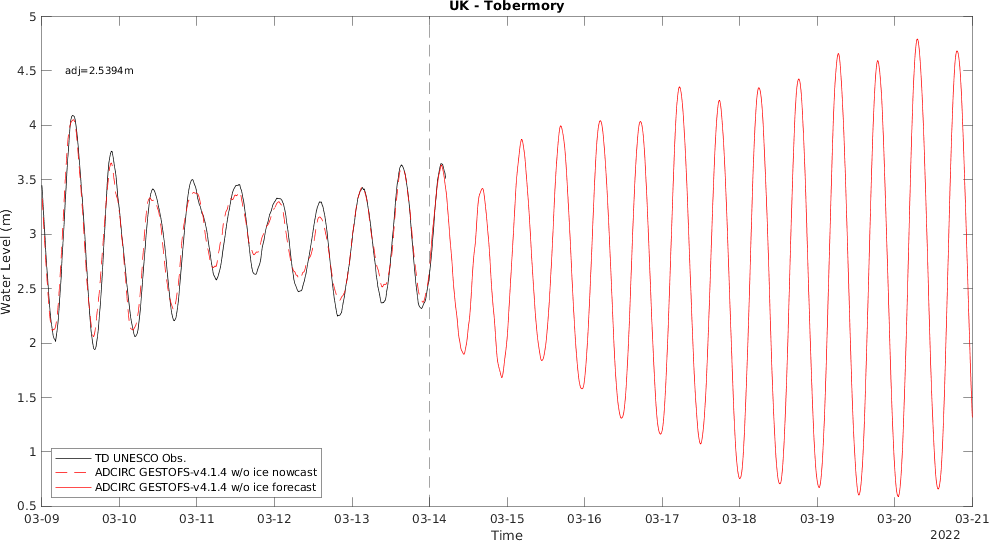 UK - Tobermory
adj=2.5394m
Water Level (m)
5
4.5
4
3.5
3
2.5
2
1.5
1
0.5
TD UNESCO Obs.
ADCIRC GESTOFS-v4.1.4 w/o ice nowcast
ADCIRC GESTOFS-v4.1.4 w/o ice forecast
03-09 03-10 03-11 03-12 03-13 03-14 03-15 03-16 03-17 03-18 03-19 03-20 03-21
Time
2022